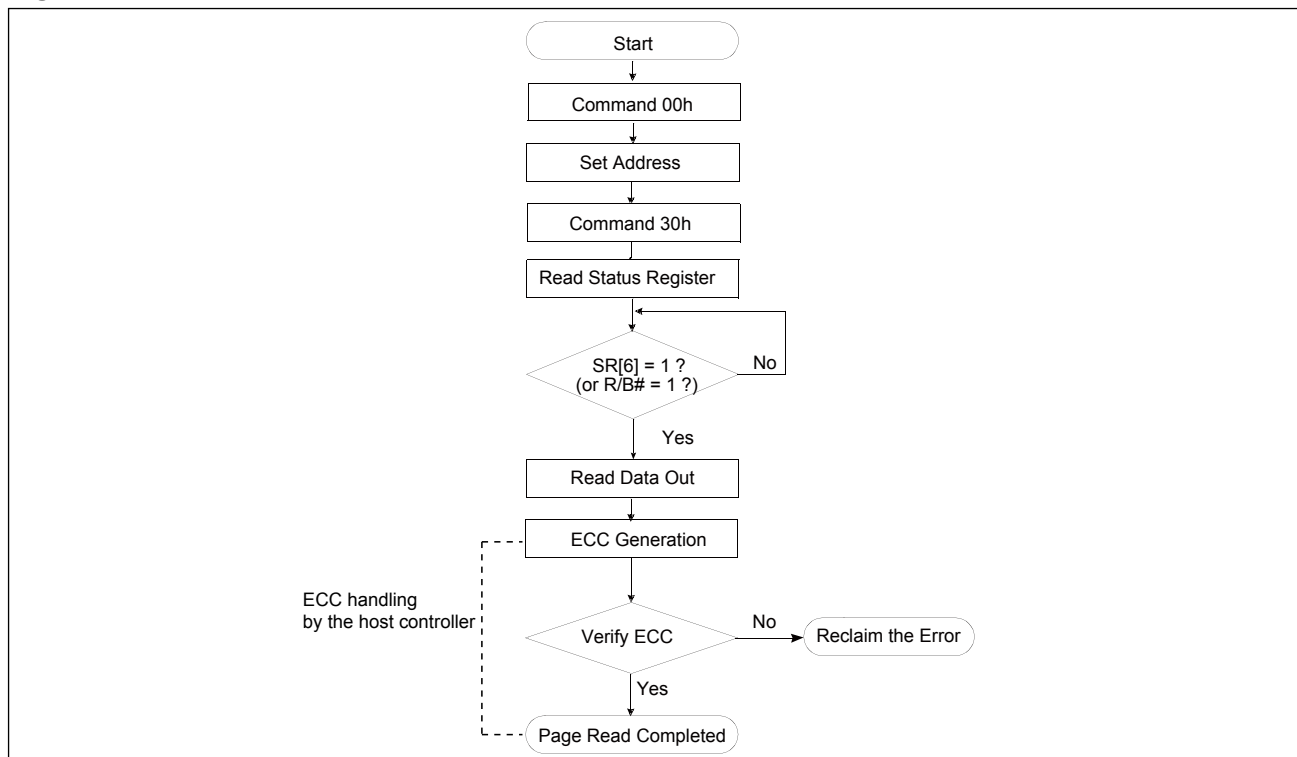 Start
Command 00h
Set Address
Command 30h
Read Status Register
SR[6] = 1 ?
(or R/B# = 1 ?)
No
Yes
Read Data Out
ECC Generation
ECC handling
by the host controller
Verify ECC
No
Reclaim the Error
Yes
Page Read Completed